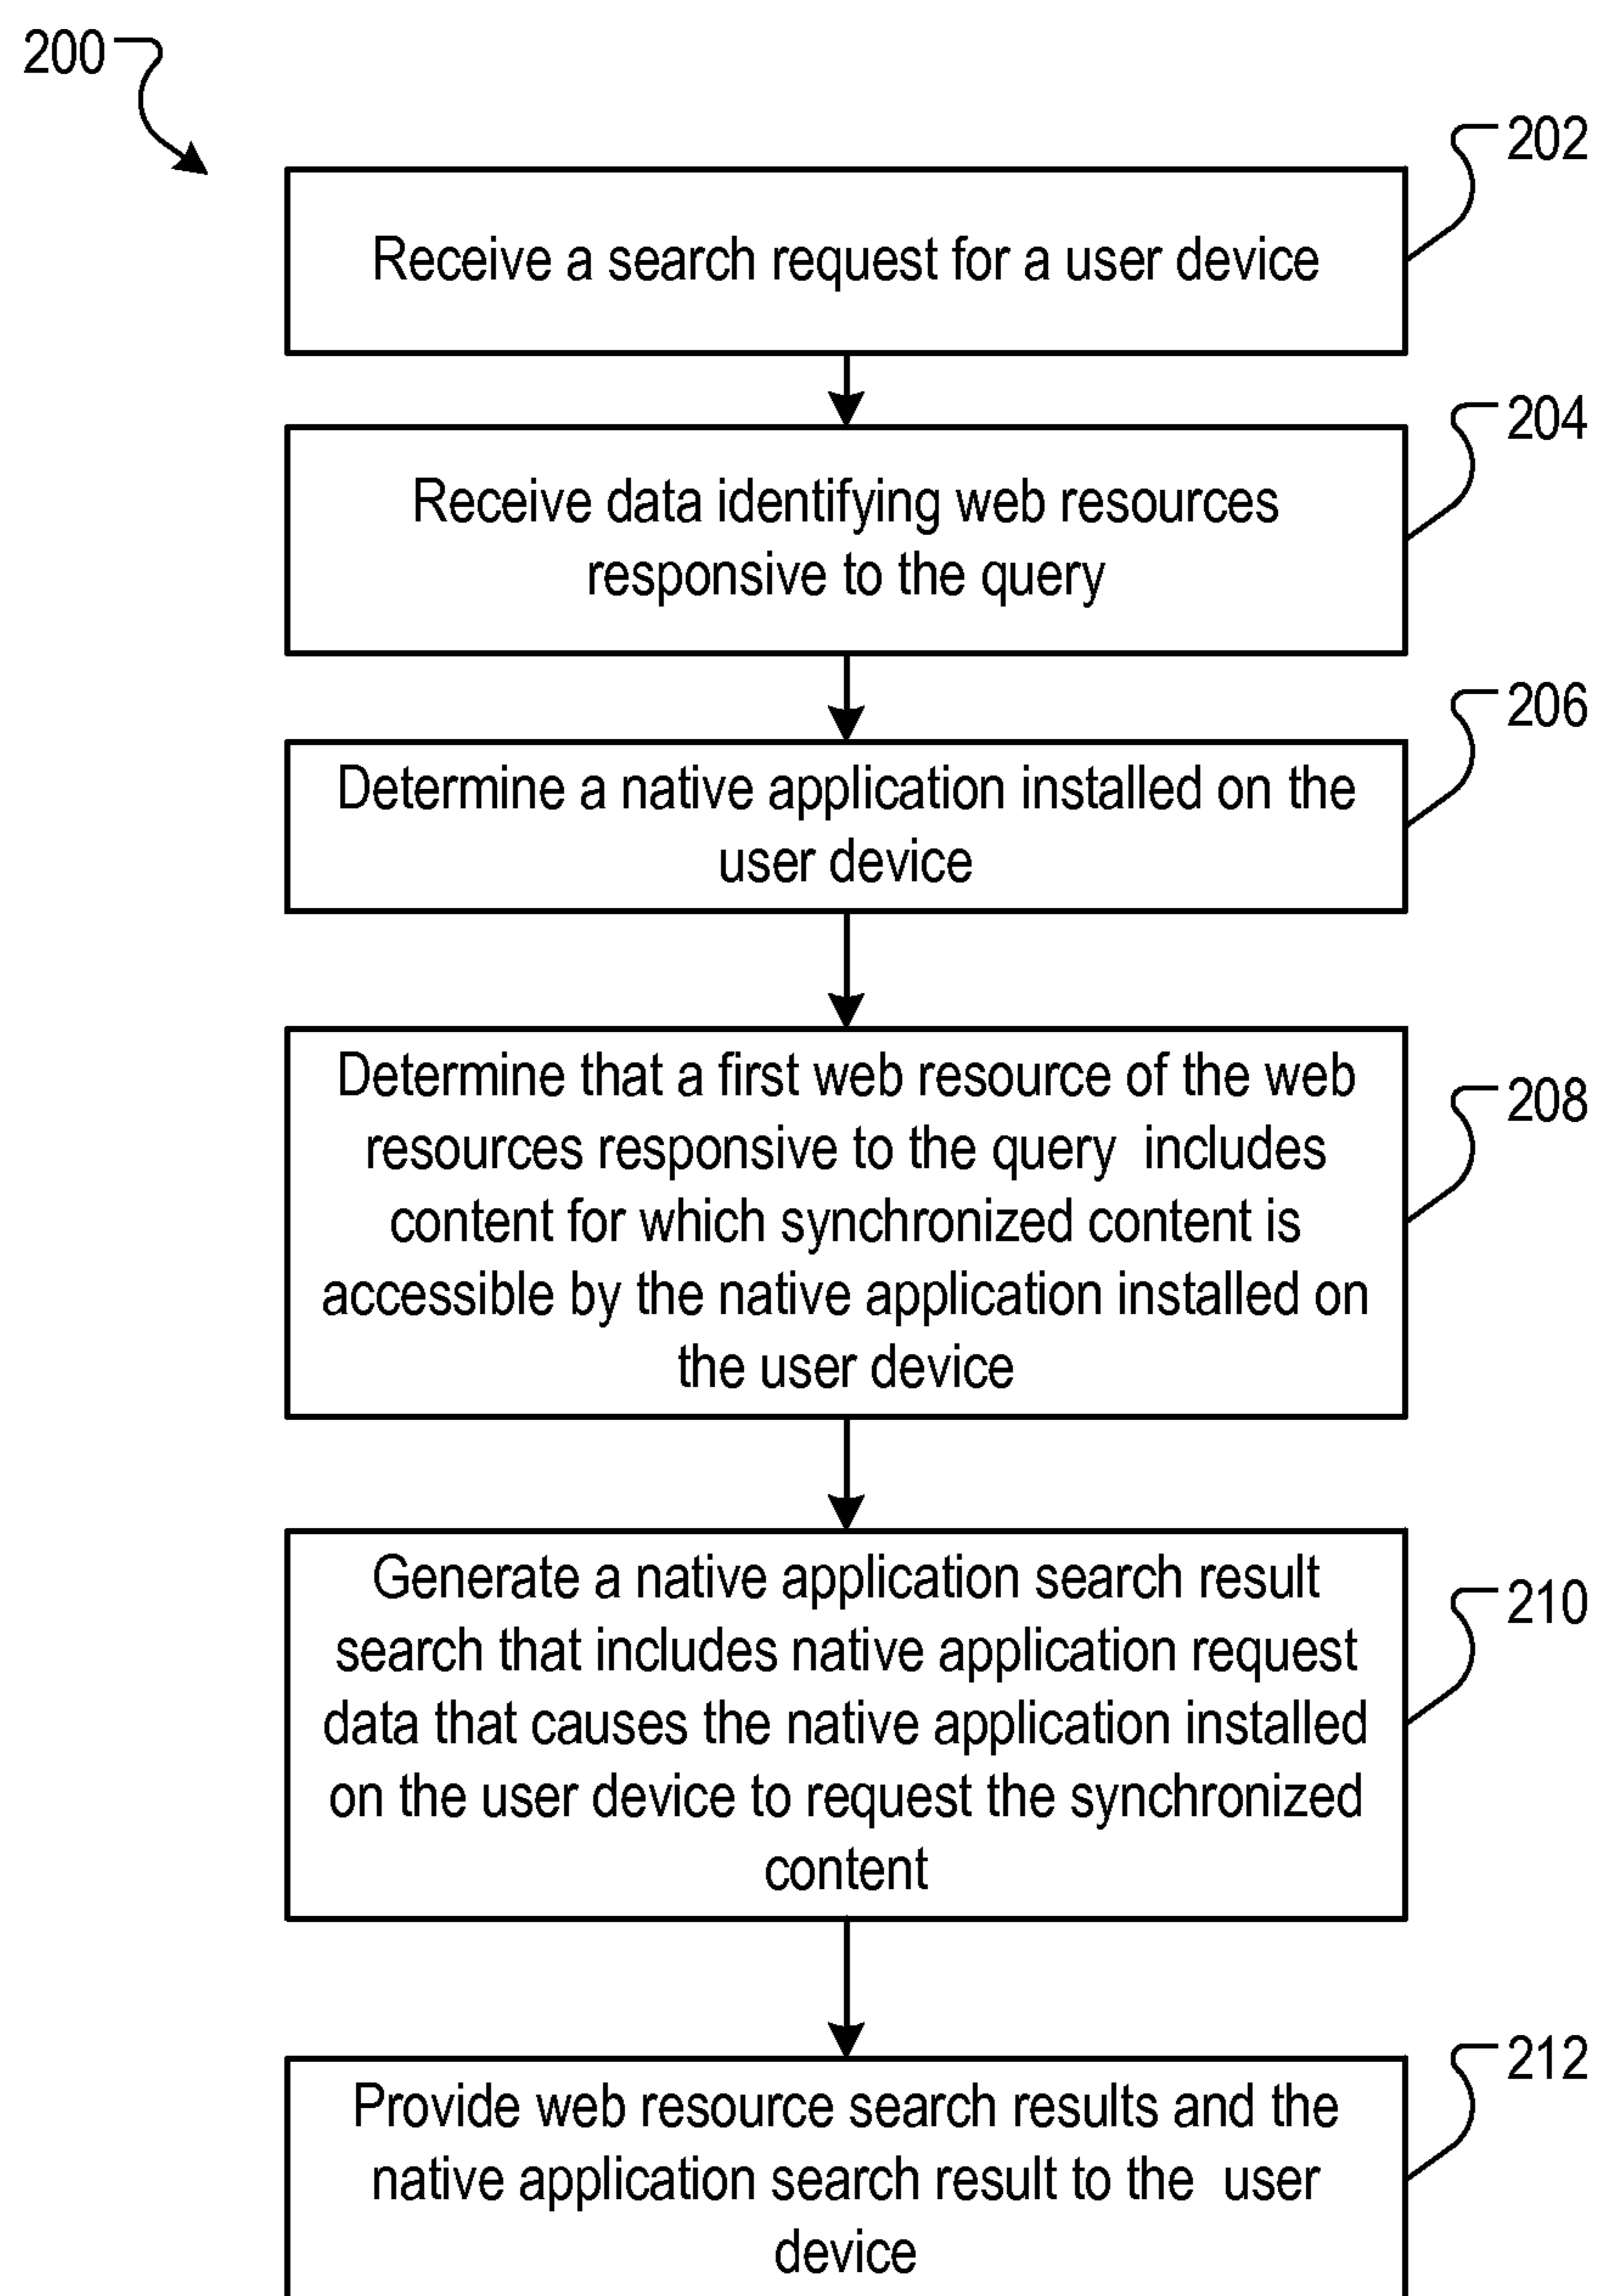 200
202
Receive a search request for a user device
204
Receive data identifying web resources
responsive to the query
206
Determine a native application installed on the
user device
208
Determine that a first web resource of the web
resources responsive to the query includes
content for which synchronized content is
accessible by the native application installed on
the user device
210
Generate a native application search result
search that includes native application request
data that causes the native application installed
on the user device to request the synchronized
content
212
Provide web resource search results and the
native application search result to the user
device